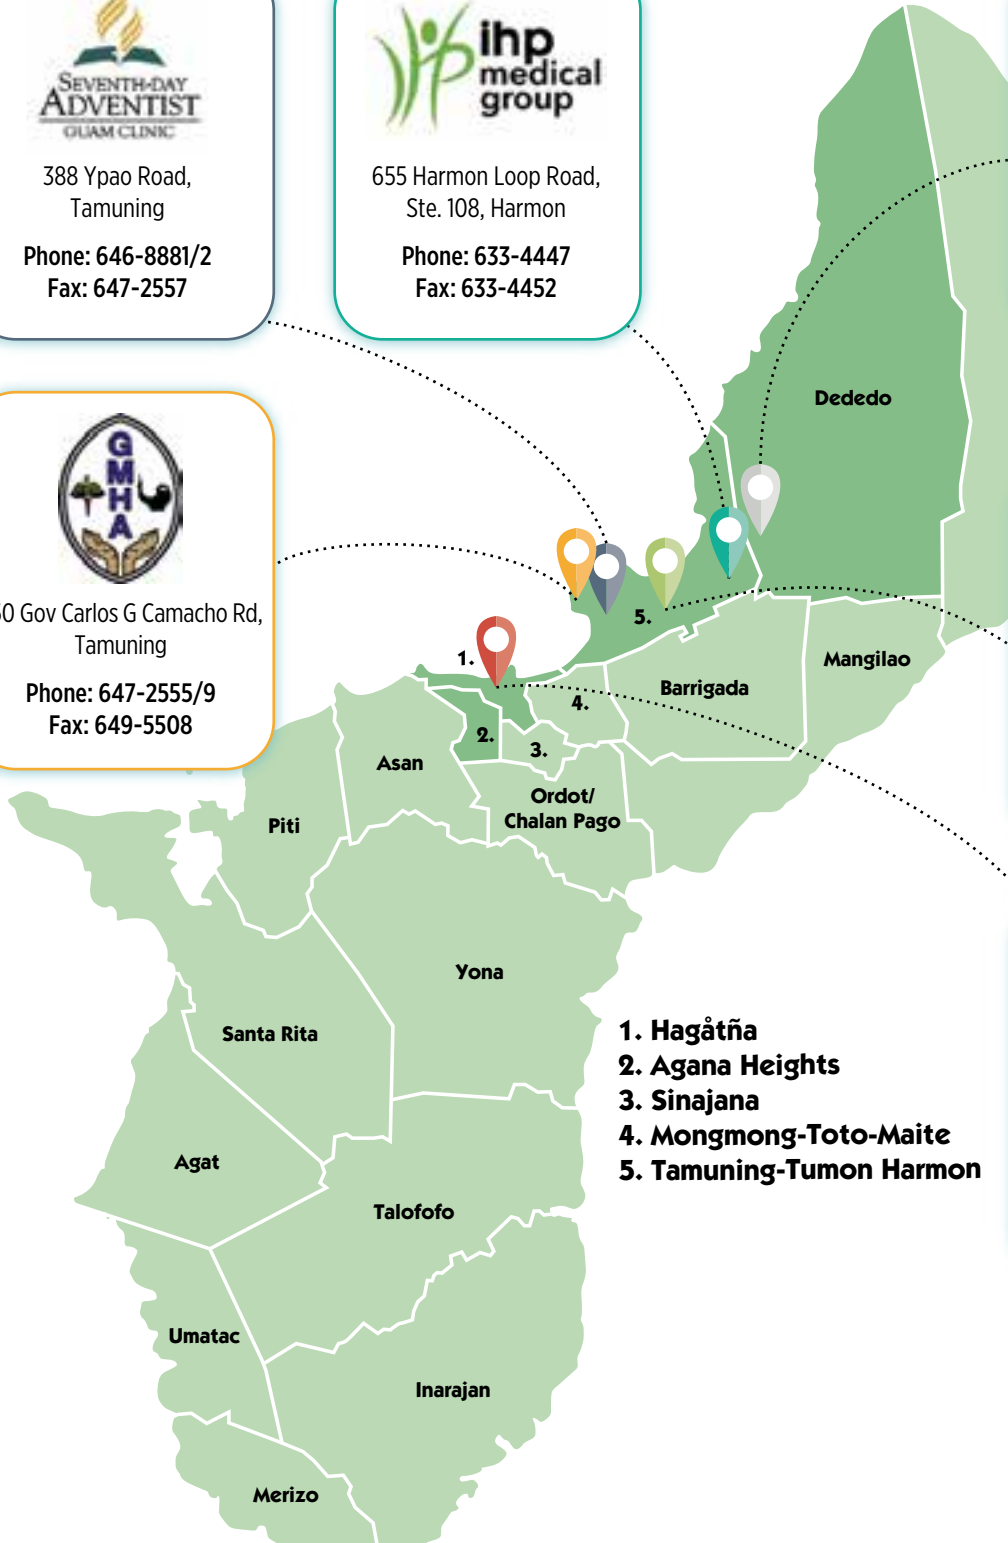 SEVENTH-DAY
ADVENTIST
GUAM CLINIC
388 Ypao Road,
Tamuning
Phone: 646-8881/2
Fax: 647-2557
ihp
medical
group
655 Harmon Loop Road,
Ste. 108, Harmon
Phone: 633-4447
Fax: 633-4452
GMHA
Gov Carlos G Camacho Rd,
Tamuning
Phone: 647-2555/9
Fax: 649-5508
Dededo
5.
1.
Mangilao
Barrigada
4.
2.
3.
Asan
Ordot/
Chalan Pago
Piti
Yona
Santa Rita
1. Hagåtña
2. Agana Heights
3. Sinajana
4. Mongmong-Toto-Maite
5. Tamuning-Tumon Harmon
Agat
Talofofo
Umatac
Inarajan
Merizo